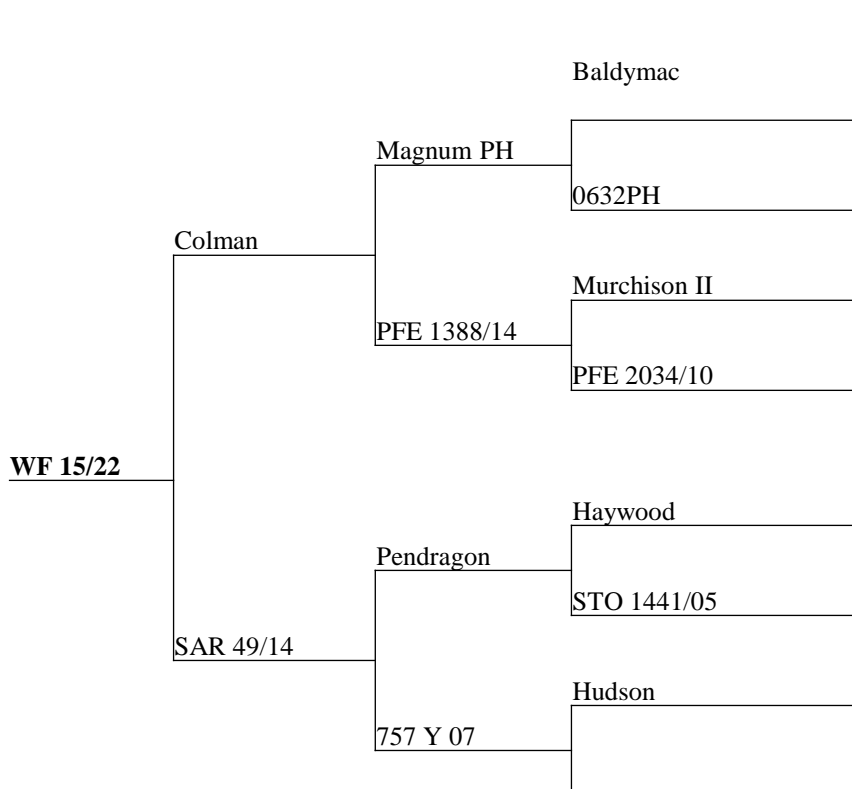 Baldymac
Magnum PH
0632PH
Colman
Murchison II
PFE 1388/14
PFE 2034/10
WF 15/22
Haywood
Pendragon
STO 1441/05
SAR 49/14
Hudson
757 Y 07